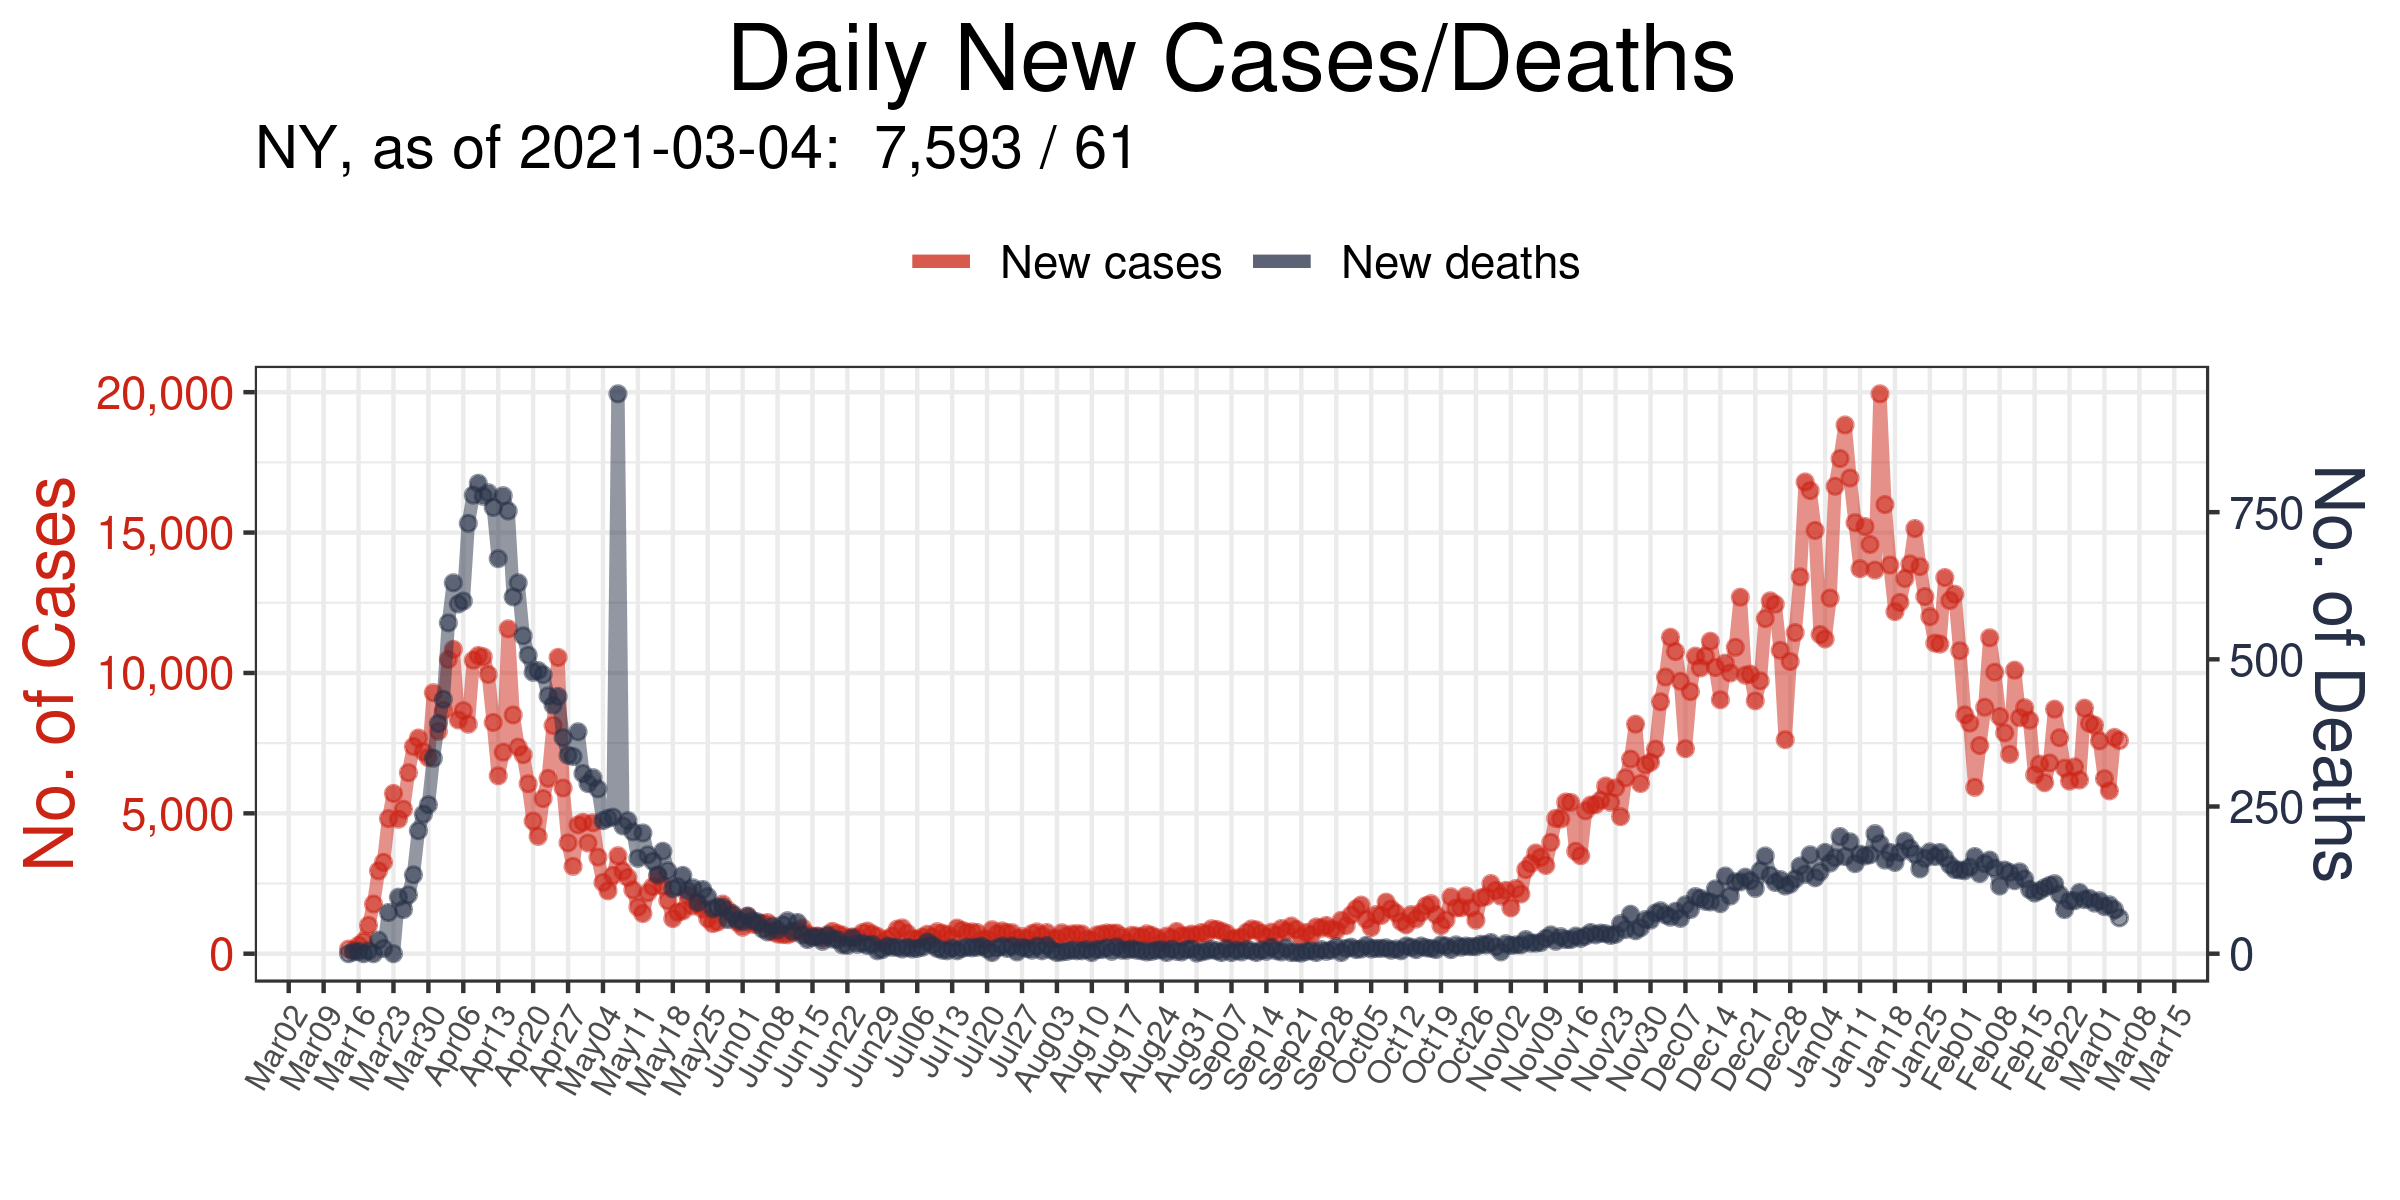 Daily New Cases/Deaths
NY, as of 2021-03-04:  7,593 / 61
New cases
New deaths
No. of Cases
20,000
15,000
10,000
5,000
0
750
500
250
0
No. of Deaths
Mar02
Mar09
Mar16
Mar23
Mar30
Apr06
Apr13
Apr20
Apr27
May04
May11
May18
May25
Jun01
Jun08
Jun15
Jun22
Jun29
Jul06
Jul13
Jul20
Jul27
Aug03
Aug10
Aug17
Aug24
Aug31
Sep07
Sep14
Sep21
Sep28
Oct05
Oct12
Oct19
Oct26
Nov02
Nov09
Nov16
Nov23
Nov30
Dec07
Dec14
Dec21
Dec28
Jan04
Jan11
Jan18
Jan25
Feb01
Feb08
Feb15
Feb22
Mar01
Mar08
Mar15